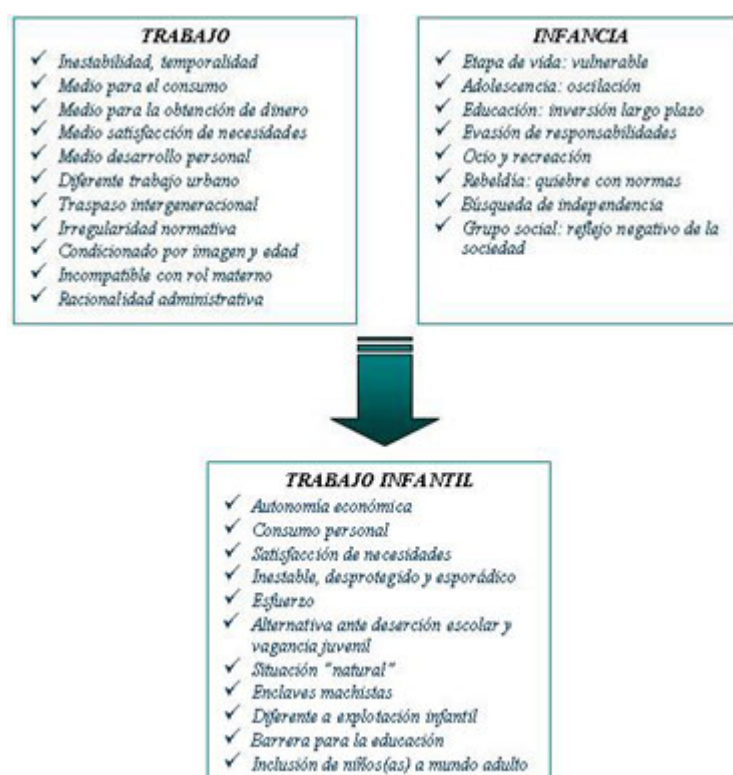 TRABAJO
Inestabilidad, temporalidad
Medio para el consumo
Medio para la obtención de dinero
Medio satisfacción de necesidades
Medio desarrollo personal
Diferente trabajo urbano
Traspaso intergeneracional
Irregularidad normativa
Condicionado por imagen y edad
Incompatible con rol materno
Racionalidad administrativa
INFANCIA
Etapa de vida: vulnerable
Adolescencia: oscilación
Educación: inversión largo plazo
Evasión de responsabilidades
Ocio y recreación
Rebeldía: quiebre con normas
Búsqueda de independencia
Grupo social: reflejo negativo de la
sociedad
TRABAJO INFANTIL
Autonomía económica
Consumo personal
Satisfacción de necesidades
Inestable, desprotegido y esporádico
Esfuerzo
Alternativa ante deserción escolar y
vagancia juvenil
Situación "natural"
Enclaves machistas
Diferente a explotación infantil
Barrera para la educación
Inclusión de niños(as) a mundo adulto